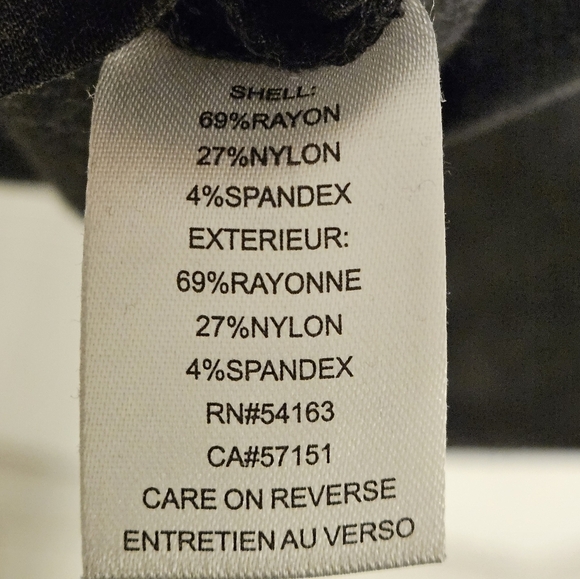 SHELL:
69%RAYON
27%NYLON
4%SPANDEX
EXTERIEUR:
69%RAYONNE
27%NYLON
4%SPANDEX
RN#54163
CA#57151
CARE ON REVERSE
ENTRETIEN AU VERSO